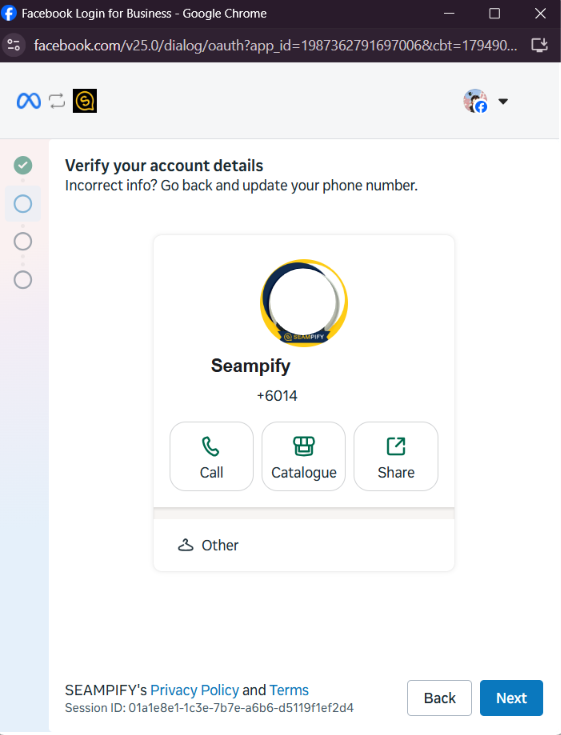 Facebook Login for Business - Google Chrome
facebook.com/v25.0/dialog/oauth?app_id=1987362791697006&cbt=179490...
Verify your account details
Incorrect info? Go back and update your phone number.
SEAMPIFY
Seampify
+6014
Call
Catalogue
Share
Other
SEAMPIFY's Privacy Policy and Terms
Session ID: 01a1e8e1-1c3e-7b7e-a6b6-d5119f1ef2d4
Back
Next